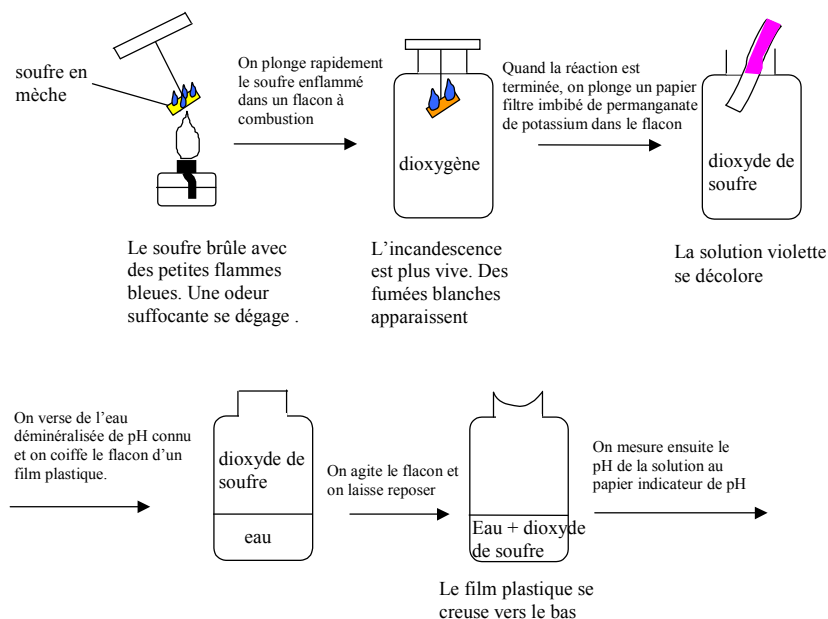 soufre en
mèche
On plonge rapidement
le soufre enflammé
dans un flacon à
combustion
dioxygène
Quand la réaction est
terminée, on plonge un papier
filtre imbibé de permanganate
de potassium dans le flacon
dioxyde de
soufre
Le soufre brûle avec
des petites flammes
bleues. Une odeur
suffocante se dégage .
L’incandescence
est plus vive. Des
fumées blanches
apparaissent
La solution violette
se décolore
On verse de l’eau
déminéralisée de pH connu
et on coiffe le flacon d’un
film plastique.
dioxyde de
soufre
eau
On agite le flacon et
on laisse reposer
Eau + dioxyde
de soufre
Le film plastique se
creuse vers le bas
On mesure ensuite le
pH de la solution au
papier indicateur de pH